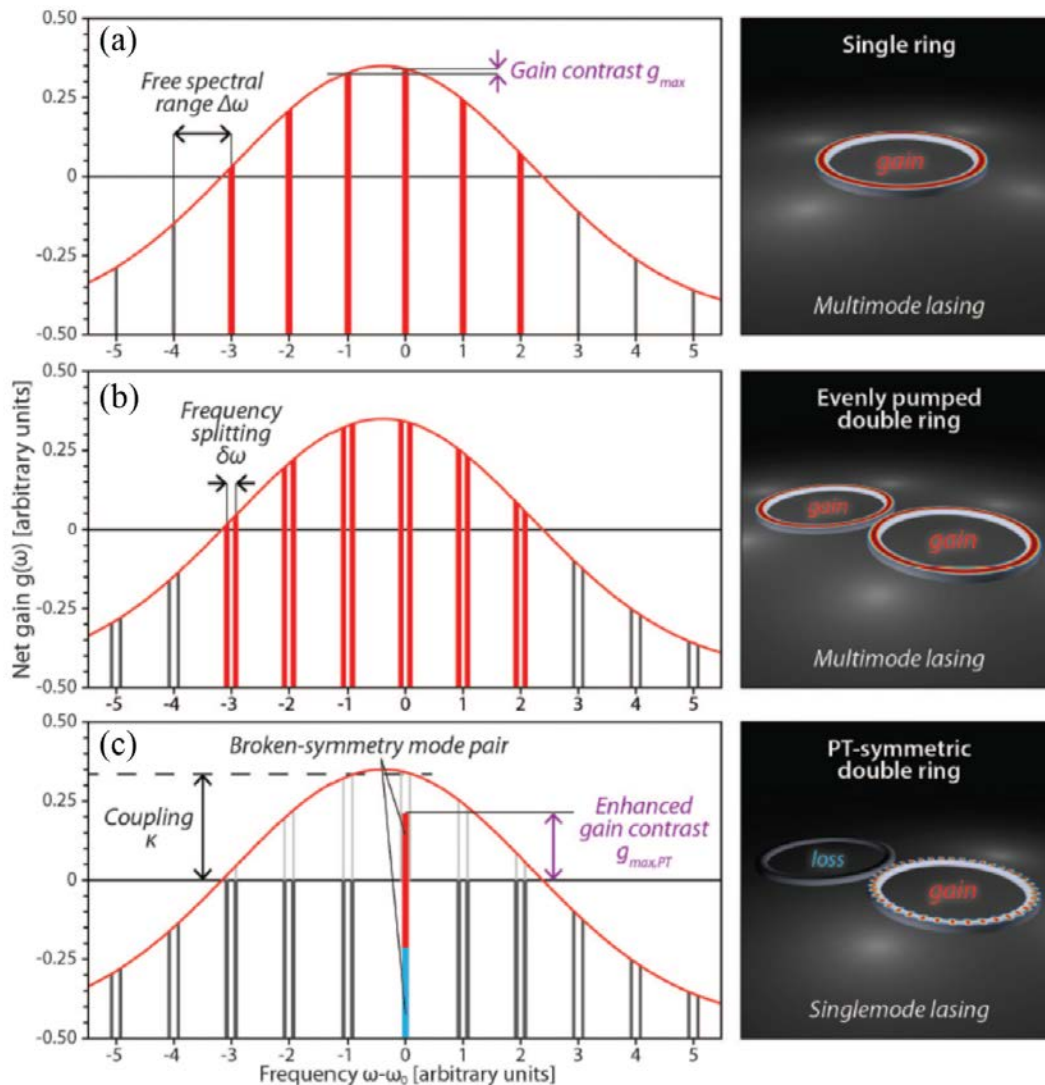 (a)
0.50
0.25
0
-0.25
-0.50
Free spectral
range Δω
Gain contrast g_max
-5 -4 -3 -2 -1 0 1 2 3 4 5
Single ring
gain
Multimode lasing
Net gain g(ω) [arbitrary units]
(b)
0.50
0.25
0
-0.25
-0.50
Frequency
splitting
δω
-5 -4 -3 -2 -1 0 1 2 3 4 5
Evenly pumped
double ring
gain
gain
Multimode lasing
(c)
0.50
0.25
0
-0.25
-0.50
Broken-symmetry mode pair
Coupling
κ
Enhanced
gain contrast
g_max,PT
-5 -4 -3 -2 -1 0 1 2 3 4 5
Frequency ω-ω₀ [arbitrary units]
PT-symmetric
double ring
loss
gain
Singlemode lasing